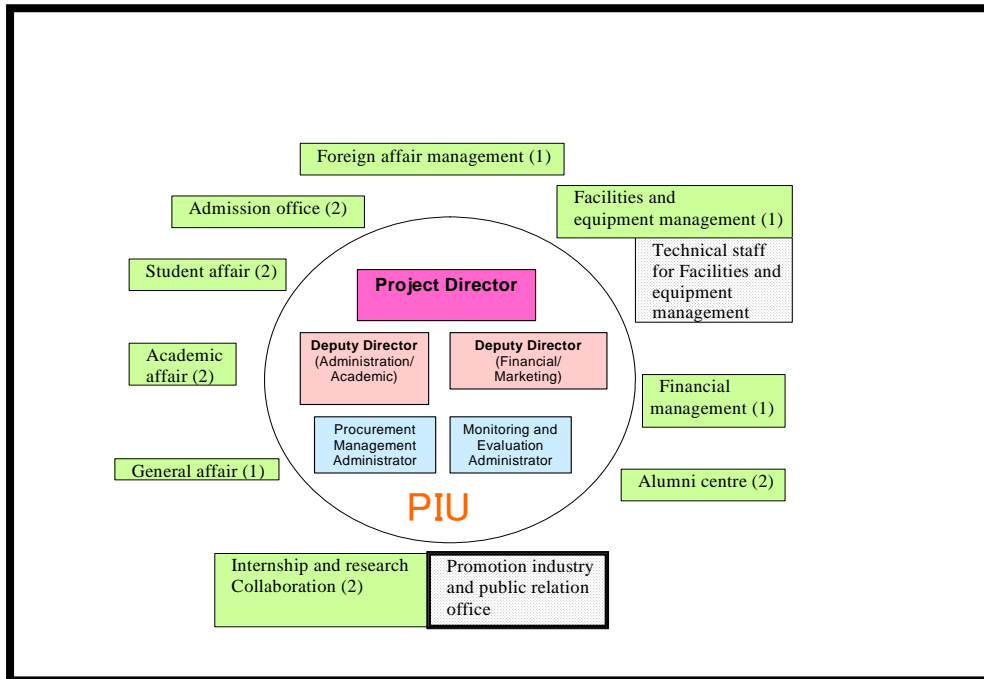 Foreign affair management (1)
Admission office (2)
Facilities and
equipment management (1)
Technical staff
for Facilities and
equipment
management
Student affair (2)
Project Director
Deputy Director
(Administration/
Academic)
Deputy Director
(Financial/
Marketing)
Academic
affair (2)
Financial
management (1)
Procurement
Management
Administrator
Monitoring and
Evaluation
Administrator
General affair (1)
Alumni centre (2)
PIU
Internship and research
Collaboration (2)
Promotion industry
and public relation
office